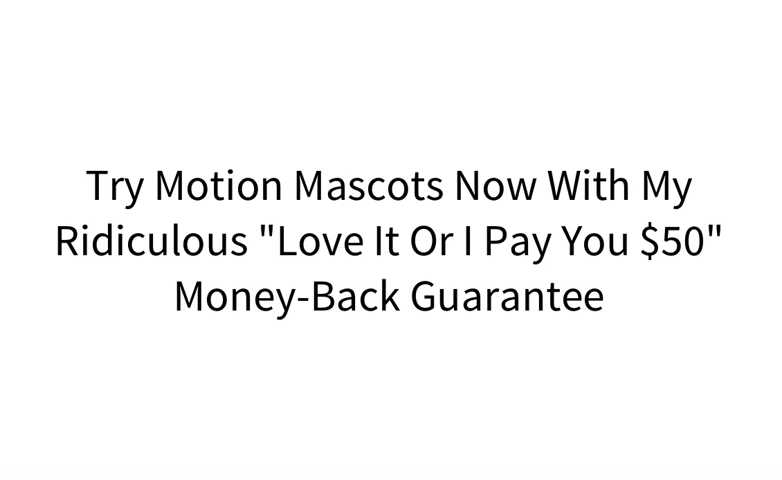 Try Motion Mascots Now With My
Ridiculous "Love It Or I Pay You $50"
Money-Back Guarantee